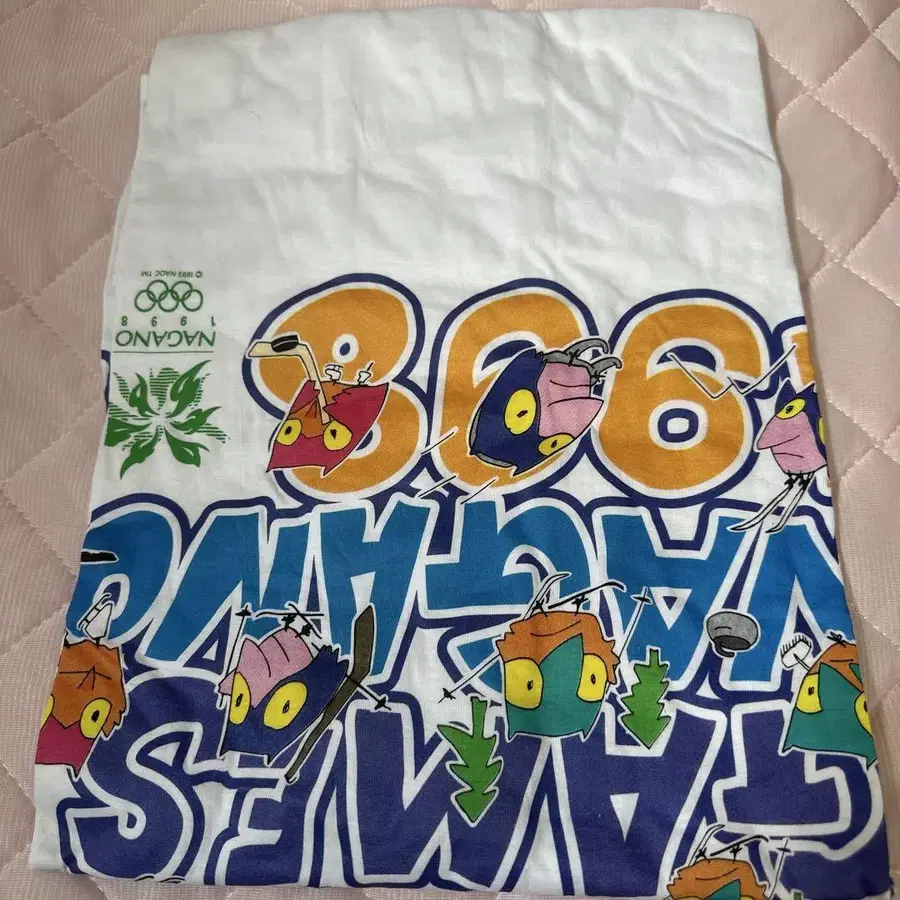 GAMES
NAGANO
1998
NAGANO
1 9 9 8
© 1993 NAOC TM